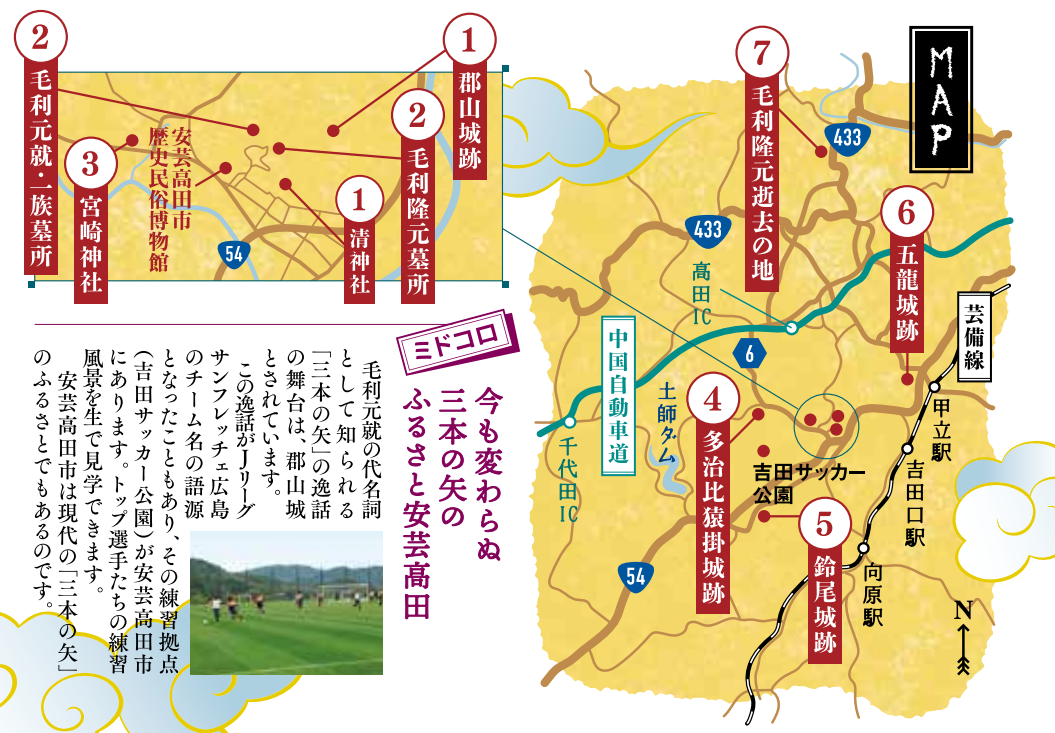 MAP
7
毛利隆元逝去の地
433
433
6
五龍城跡
高田IC
中国自動車道
6
芸備線
土師ダム
4
多治比猿掛城跡
千代田IC
吉田サッカー
公園
甲立駅
吉田口駅
向原駅
5
鈴尾城跡
54
N
1
郡山城跡
2
毛利隆元墓所
1
清神社
安芸高田市
歴史民俗博物館
54
3
宮崎神社
2
毛利元就・一族墓所
ミドコロ
今も変わらぬ
三本の矢の
ふるさと安芸高田
毛利元就の代名詞
として知られる
「三本の矢」の逸話
の舞台は、郡山城
とされています。
この逸話がJリーグ
サンフレッチェ広島
のチーム名の語源
となったこともあり、その練習拠点
(吉田サッカー公園)が安芸高田市
にあります。トップ選手たちの練習
風景を生で見学できます。
安芸高田市は現代の「三本の矢」
のふるさとでもあるのです。